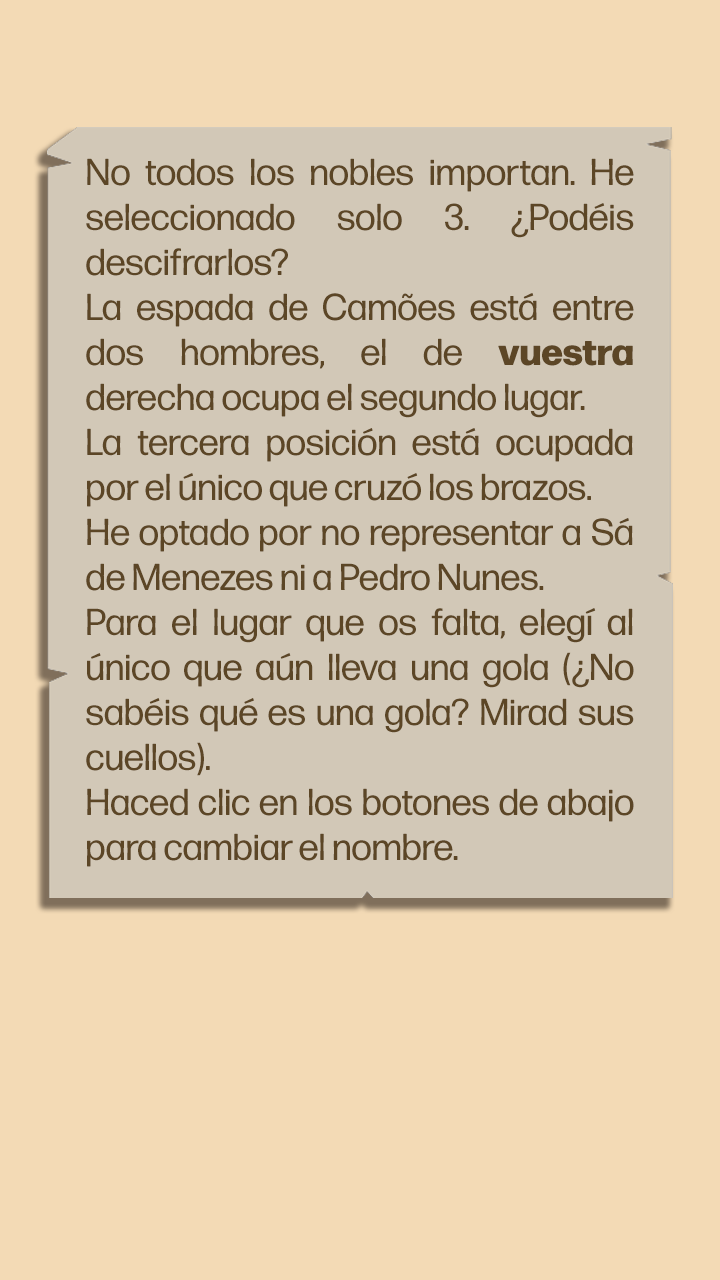 No todos los nobles importan. He
seleccionado solo 3. ¿Podéis
descifrarlos?
La espada de Camões está entre
dos hombres, el de vuestra
derecha ocupa el segundo lugar.
La tercera posición está ocupada
por el único que cruzó los brazos.
He optado por no representar a Sá
de Menezes ni a Pedro Nunes.
Para el lugar que os falta, elegí al
único que aún lleva una gola (¿No
sabéis qué es una gola? Mirad sus
cuellos).
Haced clic en los botones de abajo
para cambiar el nombre.